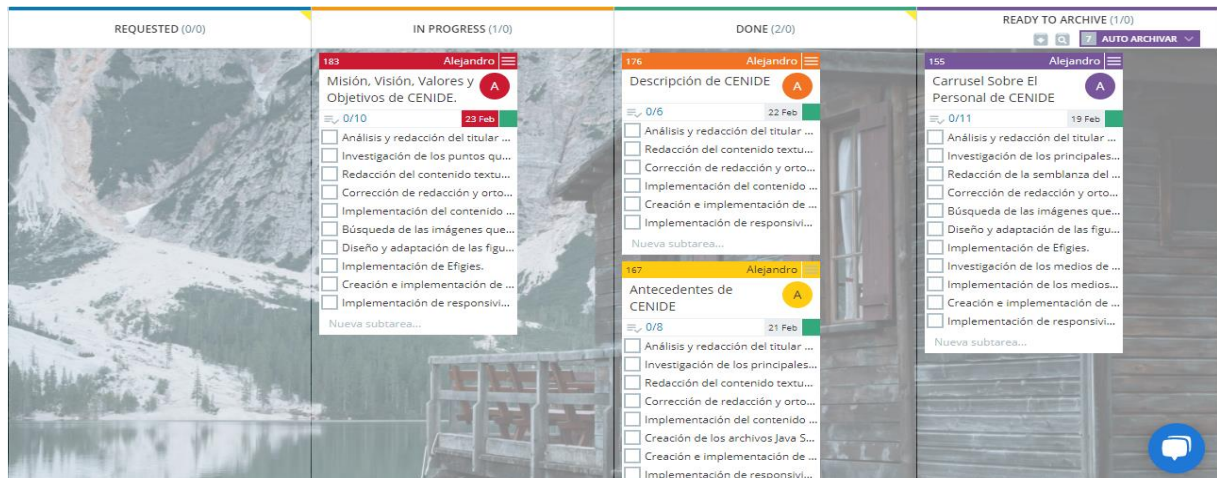 REQUESTED (0/0)
IN PROGRESS (1/0)
183 Alejandro
Misión, Visión, Valores y
Objetivos de CENIDE.
A
0/10 23 Feb
Análisis y redacción del titular ...
Investigación de los puntos qu...
Redacción del contenido textu...
Corrección de redacción y orto...
Implementación del contenido ...
Búsqueda de las imágenes que...
Diseño y adaptación de las figu...
Implementación de Efigies.
Creación e implementación de ...
Implementación de responsivi...
Nueva subtarea...
DONE (2/0)
176 Alejandro
Descripción de CENIDE
A
0/6 22 Feb
Análisis y redacción del titular ...
Redacción del contenido textu...
Corrección de redacción y orto...
Implementación del contenido ...
Creación e implementación de ...
Implementación de responsivi...
Nueva subtarea...
167 Alejandro
Antecedentes de
CENIDE
A
0/8 21 Feb
Análisis y redacción del titular ...
Investigación de los principales...
Redacción del contenido textu...
Corrección de redacción y orto...
Implementación del contenido ...
Creación de los archivos Java S...
Creación e implementación de ...
Implementación de responsivi...
READY TO ARCHIVE (1/0)
7 AUTO ARCHIVAR
155 Alejandro
Carrusel Sobre El
Personal de CENIDE
A
0/11 19 Feb
Análisis y redacción del titular ...
Investigación de los principales...
Redacción de la semblanza del ...
Corrección de redacción y orto...
Búsqueda de las imágenes que...
Diseño y adaptación de las figu...
Implementación de Efigies.
Investigación de los medios de ...
Implementación de los medios...
Creación e implementación de ...
Implementación de responsivi...
Nueva subtarea...